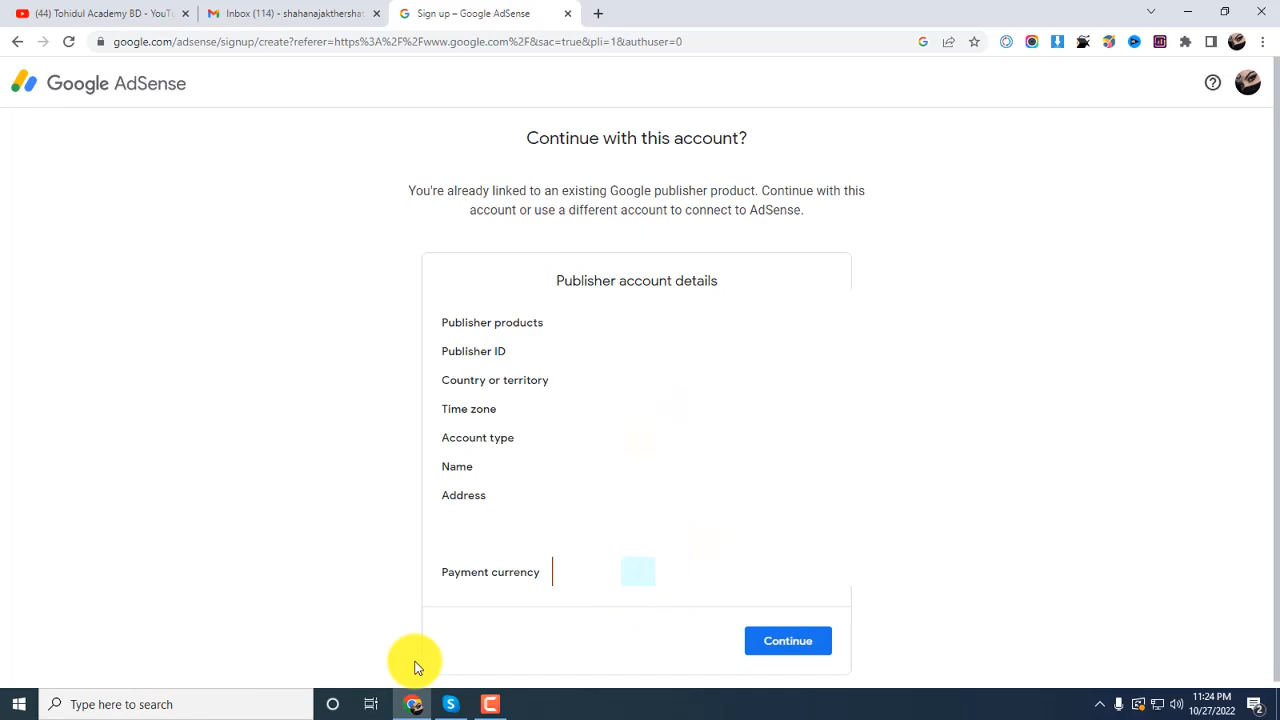 (44) Tohidul Academy BD - YouTu
Inbox (114) - shahanajakthershat
Sign up – Google AdSense
google.com/adsense/signup/create?referer=https%3A%2F%2Fwww.google.com%2F&sac=true&pli=1&authuser=0
Google AdSense
Continue with this account?
You're already linked to an existing Google publisher product. Continue with this
account or use a different account to connect to AdSense.
Publisher account details
Publisher products
Publisher ID
Country or territory
Time zone
Account type
Name
Address
Payment currency
Continue
Type here to search
11:24 PM
10/27/2022
2